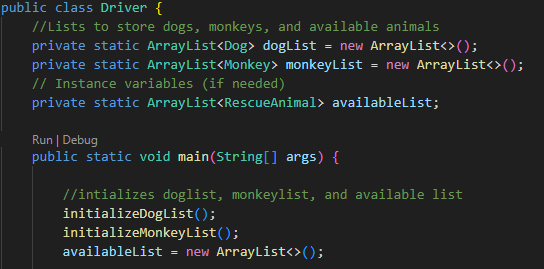 public class Driver {
//Lists to store dogs, monkeys, and available animals
private static ArrayList<Dog> dogList = new ArrayList<>();
private static ArrayList<Monkey> monkeyList = new ArrayList<>();
// Instance variables (if needed)
private static ArrayList<RescueAnimal> availableList;
Run | Debug
public static void main(String[] args) {
//intializes doglist, monkeylist, and available list
initializeDogList();
initializeMonkeyList();
availableList = new ArrayList<>();